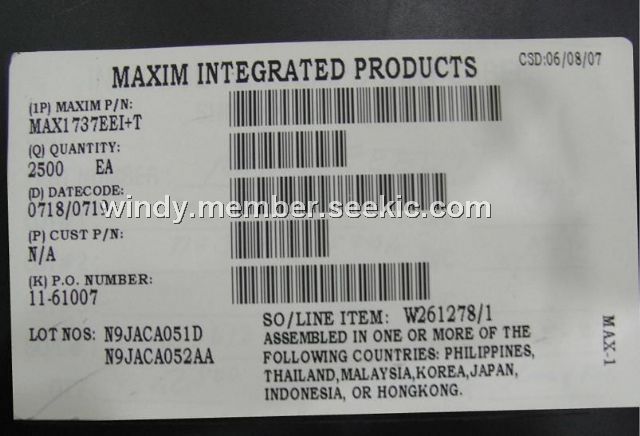 CSD:06/08/07
MAXIM INTEGRATED PRODUCTS
(1P) MAXIM P/N:
MAX1737EEI+T
(Q) QUANTITY:
2500 EA
(D) DATECODE:
0718/0719
windy.member.seekic.com
(P) CUST P/N:
N/A
(K) P.O. NUMBER:
11-61007
SO/LINE ITEM: W261278/1
LOT NOS: N9JACA051D
N9JACA052AA
ASSEMBLED IN ONE OR MORE OF THE
FOLLOWING COUNTRIES: PHILIPPINES,
THAILAND,MALAYSIA,KOREA,JAPAN,
INDONESIA, OR HONGKONG.
MAX-1